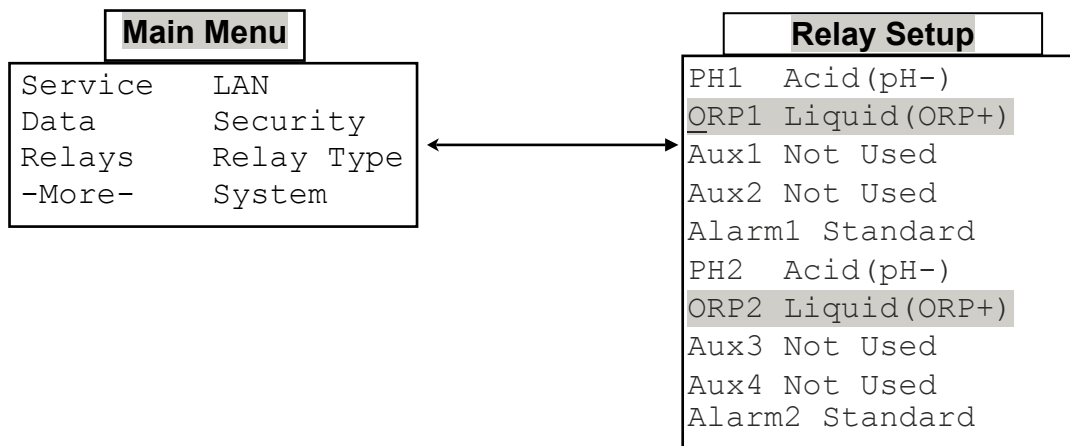 Main Menu
Service LAN
Data Security
Relays Relay Type
-More- System
Relay Setup
PH1 Acid(pH-)
ORP1 Liquid(ORP+)
Aux1 Not Used
Aux2 Not Used
Alarm1 Standard
PH2 Acid(pH-)
ORP2 Liquid(ORP+)
Aux3 Not Used
Aux4 Not Used
Alarm2 Standard